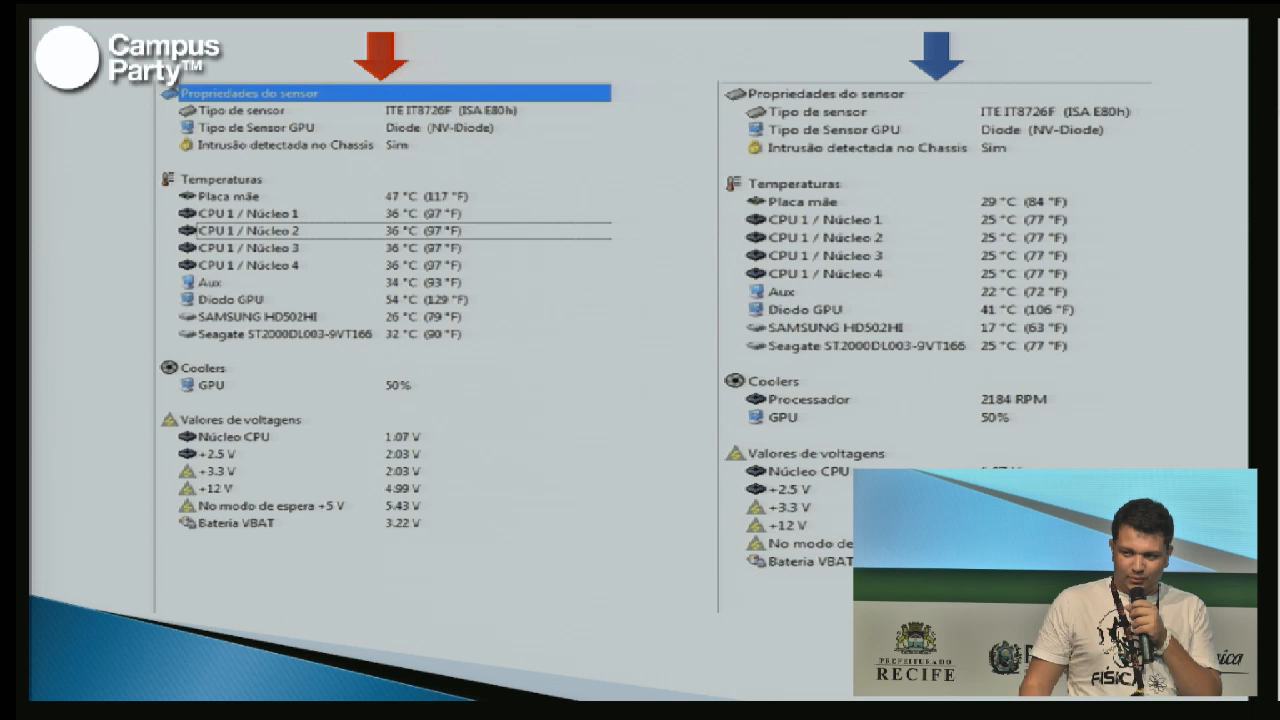 Campus
Party™
Propriedades do sensor
Tipo de sensor ITE IT8726F (ISA E80h)
Tipo de Sensor GPU Diode (NV-Diode)
Intrusão detectada no Chassis Sim
Temperaturas
Placa mãe 47 °C (117 °F)
CPU 1 / Núcleo 1 36 °C (97 °F)
CPU 1 / Núcleo 2 36 °C (97 °F)
CPU 1 / Núcleo 3 36 °C (97 °F)
CPU 1 / Núcleo 4 36 °C (97 °F)
Aux 34 °C (93 °F)
Diodo GPU 54 °C (129 °F)
SAMSUNG HD502HI 26 °C (79 °F)
Seagate ST2000DL003-9VT166 32 °C (90 °F)
Coolers
GPU 50%
Valores de voltagens
Núcleo CPU 1.07 V
+2.5 V 2.03 V
+3.3 V 2.03 V
+12 V 4.99 V
No modo de espera +5 V 5.43 V
Bateria VBAT 3.22 V
Propriedades do sensor
Tipo de sensor ITE IT8726F (ISA E80h)
Tipo de Sensor GPU Diode (NV-Diode)
Intrusão detectada no Chassis Sim
Temperaturas
Placa mãe 29 °C (84 °F)
CPU 1 / Núcleo 1 25 °C (77 °F)
CPU 1 / Núcleo 2 25 °C (77 °F)
CPU 1 / Núcleo 3 25 °C (77 °F)
CPU 1 / Núcleo 4 25 °C (77 °F)
Aux 22 °C (72 °F)
Diodo GPU 41 °C (106 °F)
SAMSUNG HD502HI 17 °C (63 °F)
Seagate ST2000DL003-9VT166 25 °C (77 °F)
Coolers
Processador 2184 RPM
GPU 50%
Valores de voltagens
Núcleo CPU
+2.5 V
+3.3 V
+12 V
No modo de
Bateria VBAT
PREFEITURA DO
RECIFE